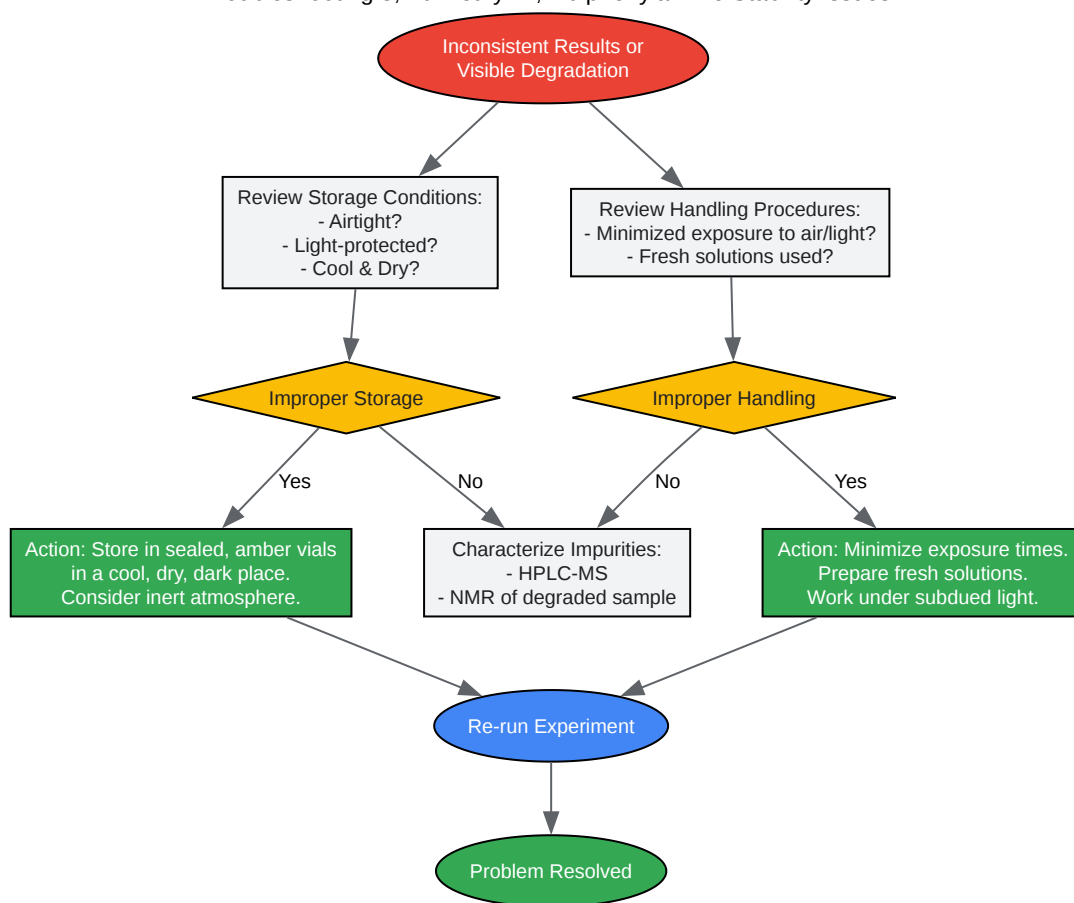 Inconsistent Results or
Visible Degradation
Review Storage Conditions:
- Airtight?
- Light-protected?
- Cool & Dry?
Review Handling Procedures:
- Minimized exposure to air/light?
- Fresh solutions used?
Improper Storage
Improper Handling
Yes
No
No
Yes
Action: Store in sealed, amber vials
in a cool, dry, dark place.
Consider inert atmosphere.
Characterize Impurities:
- HPLC-MS
- NMR of degraded sample
Action: Minimize exposure times.
Prepare fresh solutions.
Work under subdued light.
Re-run Experiment
Problem Resolved